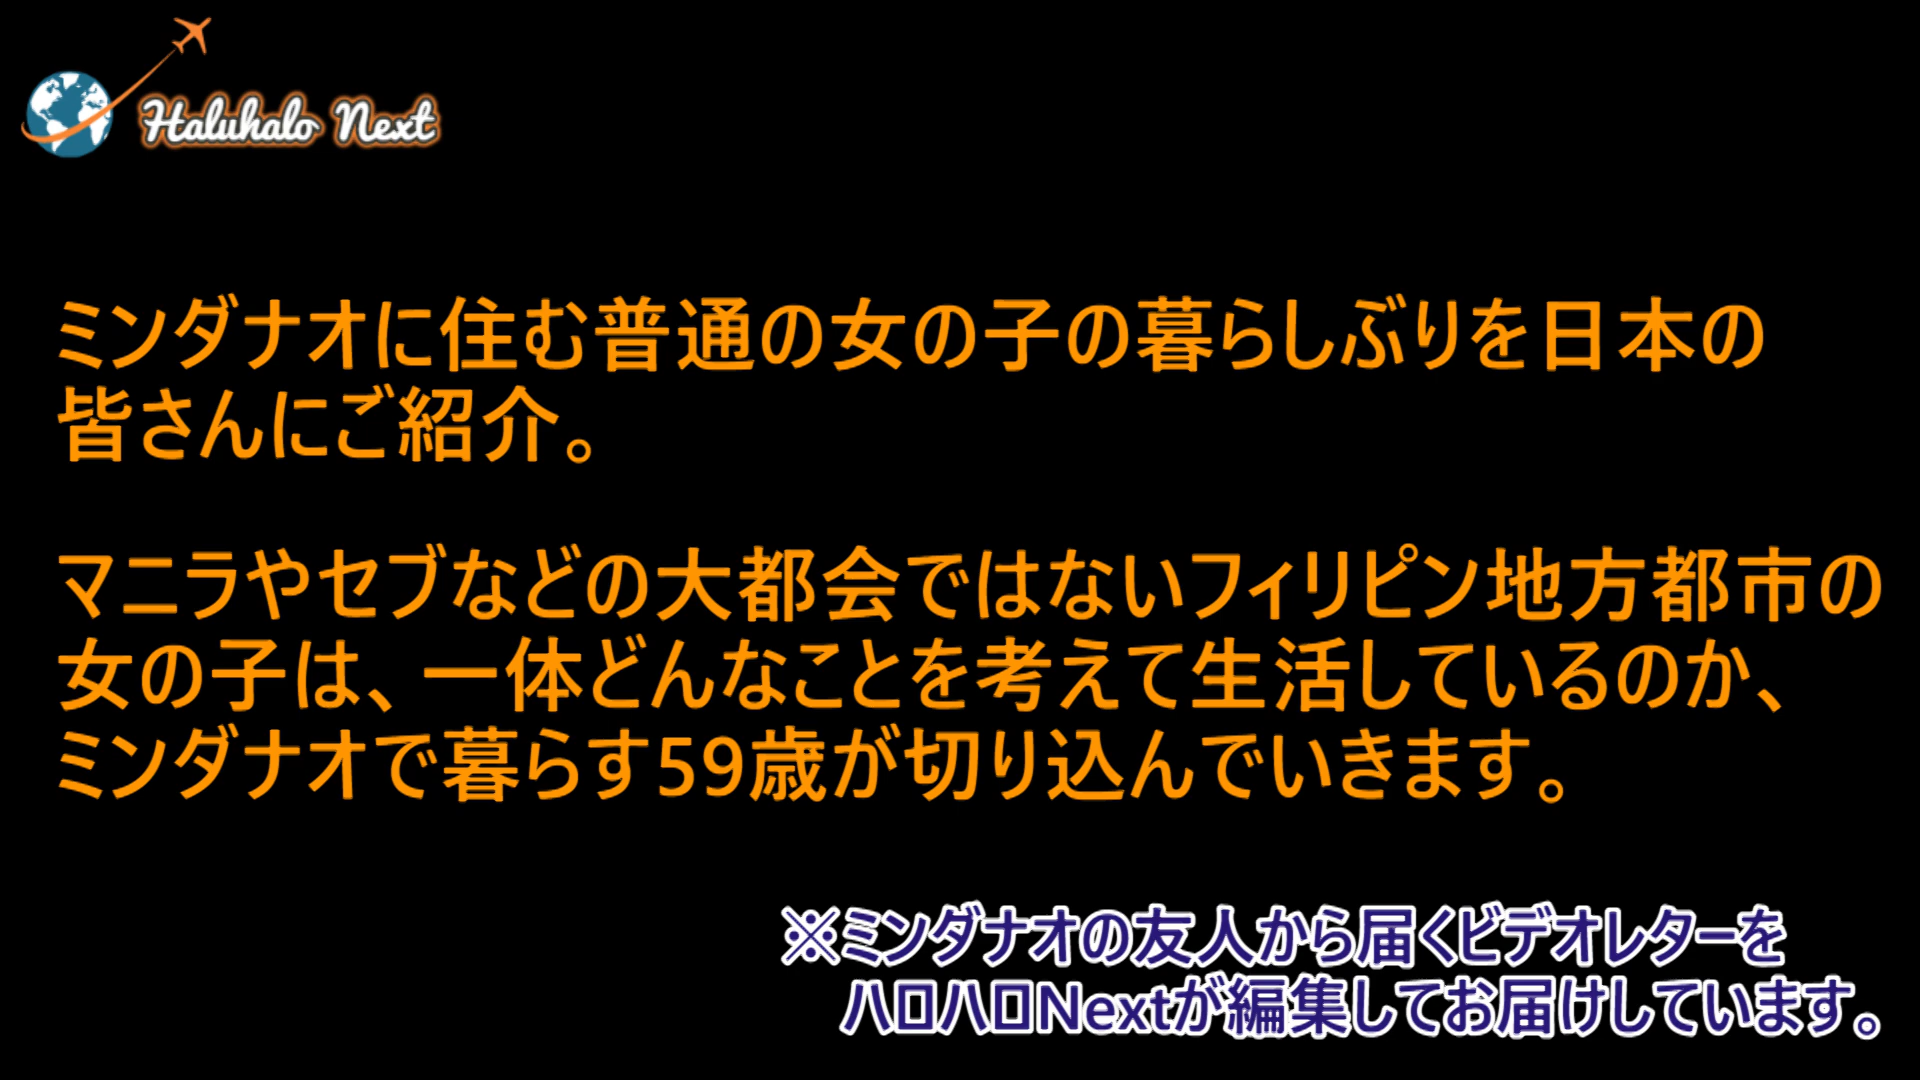 Haluhalo Next
ミンダナオに住む普通の女の子の暮らしぶりを日本の
皆さんにご紹介。
マニラやセブなどの大都会ではないフィリピン地方都市の
女の子は、一体どんなことを考えて生活しているのか、
ミンダナオで暮らす59歳が切り込んでいきます。
※ミンダナオの友人から届くビデオレターを
ハロハロNextが編集してお届けしています。